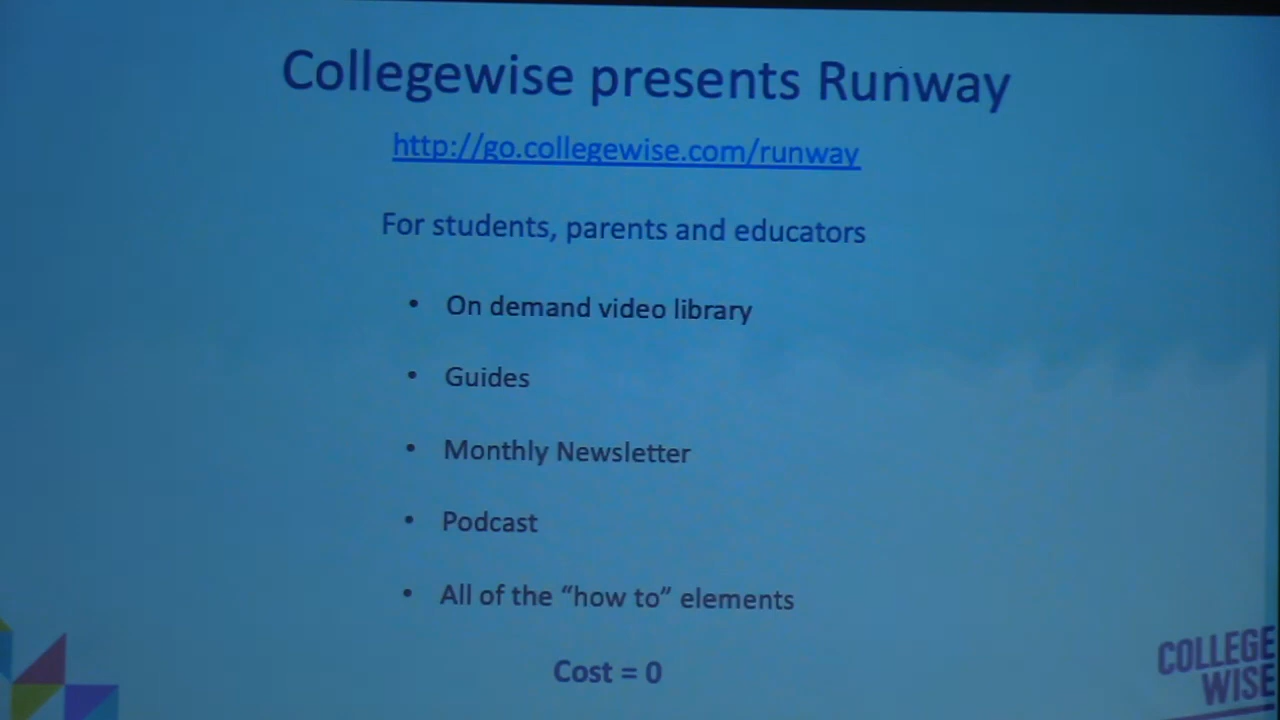 Collegewise presents Runway
http://go.collegewise.com/runway
For students, parents and educators
• On demand video library
• Guides
• Monthly Newsletter
• Podcast
• All of the “how to” elements
Cost = 0
COLLEGE
WISE